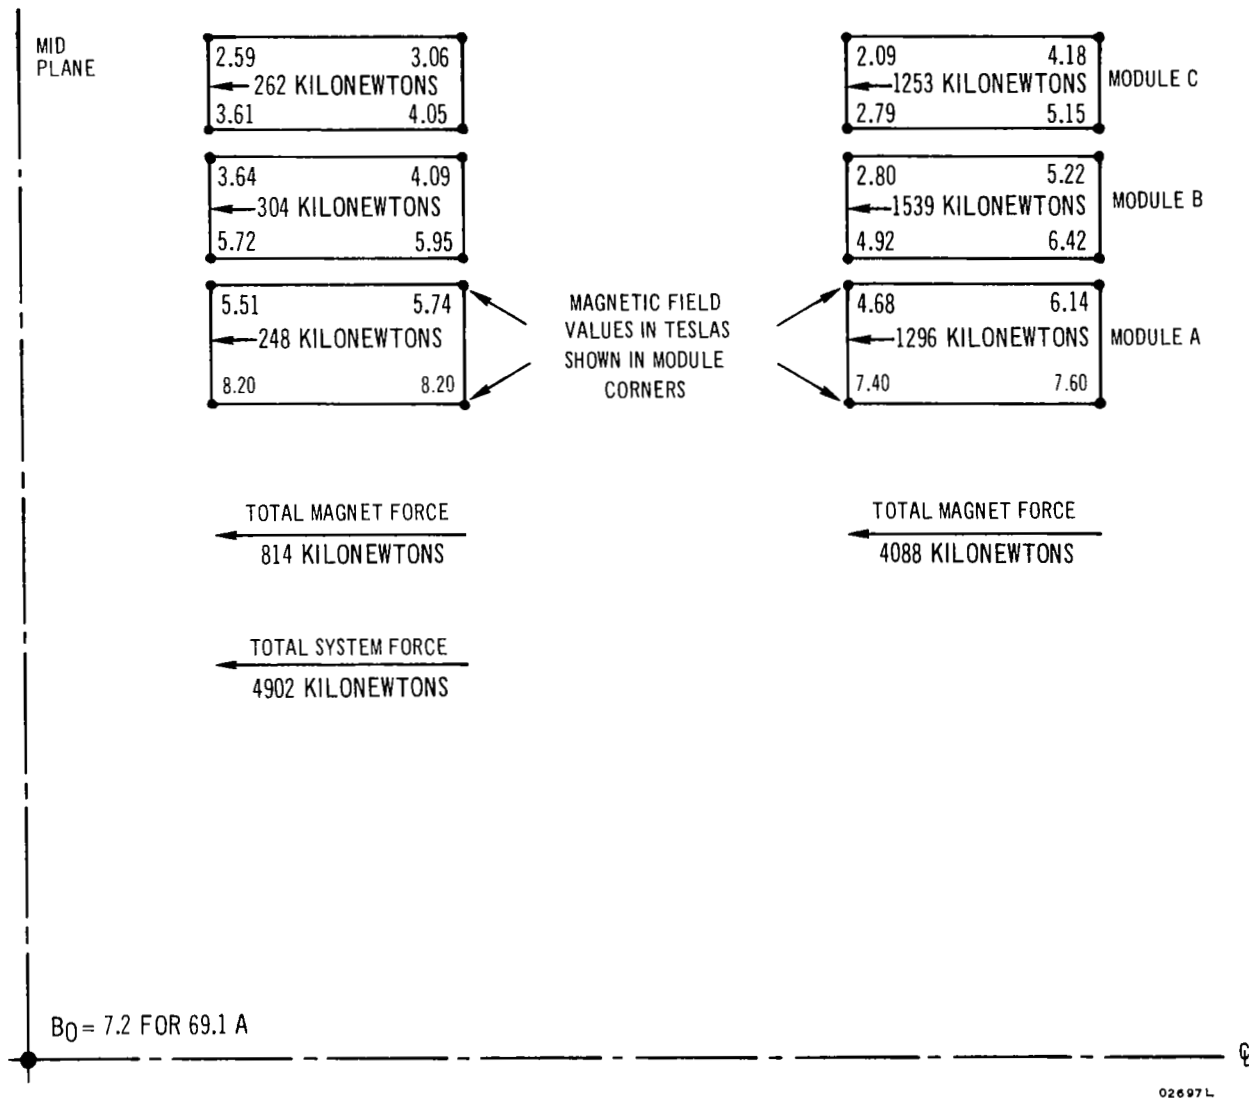 MID
PLANE
2.59 3.06
262 KILONEWTONS
3.61 4.05
3.64 4.09
304 KILONEWTONS
5.72 5.95
5.51 5.74
248 KILONEWTONS
8.20 8.20
MAGNETIC FIELD
VALUES IN TESLAS
SHOWN IN MODULE
CORNERS
2.09 4.18
1253 KILONEWTONS
2.79 5.15
MODULE C
2.80 5.22
1539 KILONEWTONS
4.92 6.42
MODULE B
4.68 6.14
1296 KILONEWTONS
7.40 7.60
MODULE A
TOTAL MAGNET FORCE
814 KILONEWTONS
TOTAL MAGNET FORCE
4088 KILONEWTONS
TOTAL SYSTEM FORCE
4902 KILONEWTONS
B0 = 7.2 FOR 69.1 A
℄
02697L